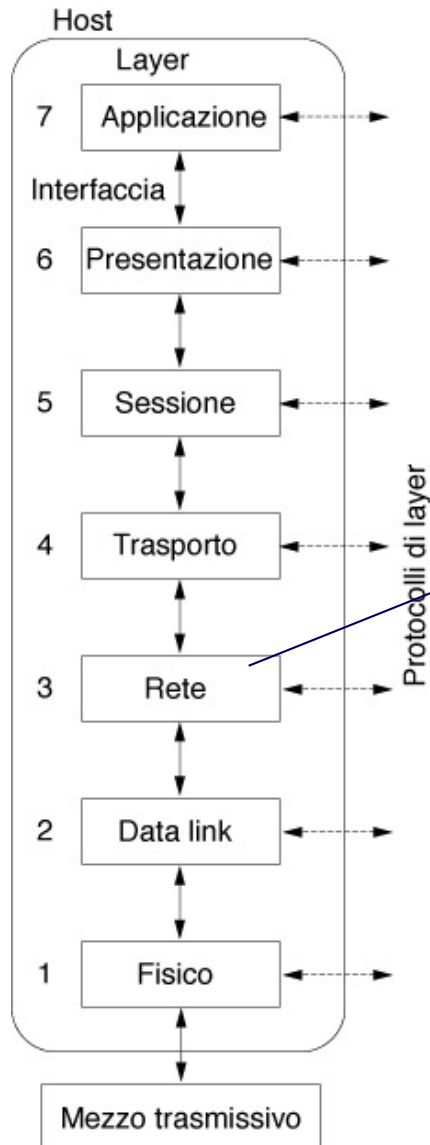 Host
Layer
7 Applicazione
Interfaccia
6 Presentazione
5 Sessione
4 Trasporto
Protocolli di layer
3 Rete
2 Data link
1 Fisico
Mezzo trasmissivo